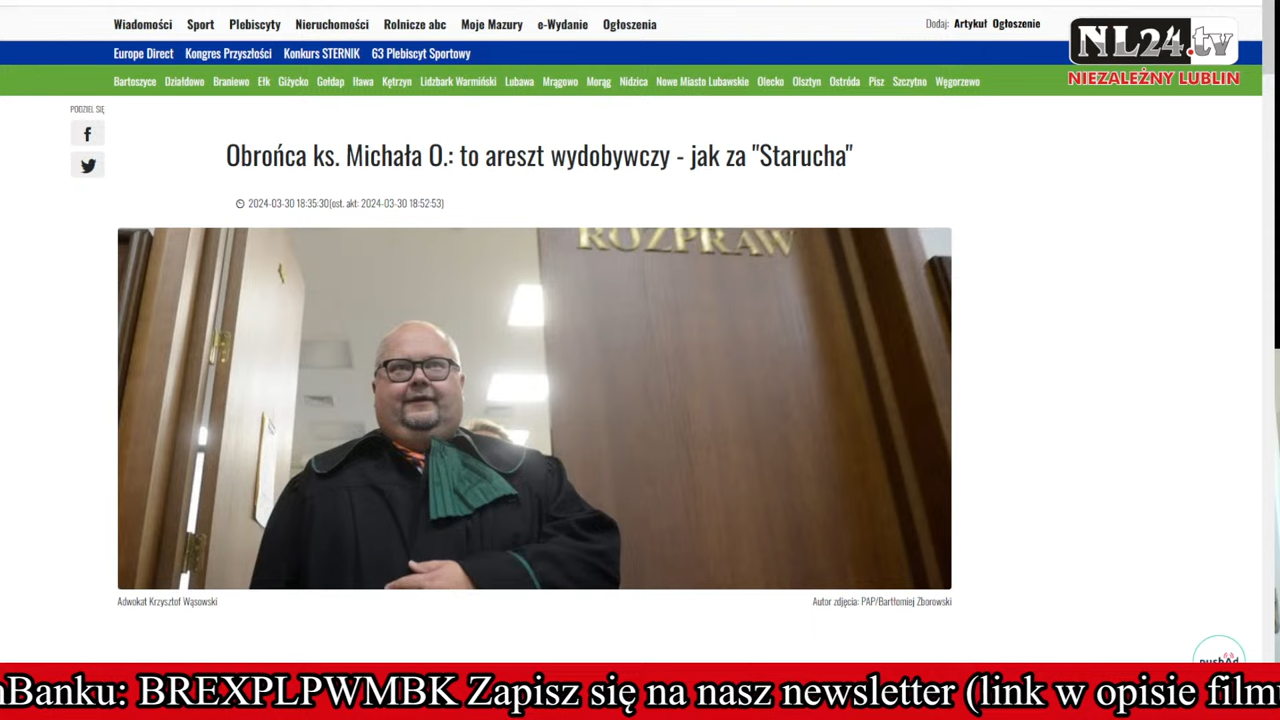 Wiadomości Sport Plebiscyty Nieruchomości Rolnicze abc Moje Mazury e-Wydanie Ogłoszenia Dodaj: Artykuł Ogłoszenie
NL24.tv
NIEZALEŻNY LUBLIN
Europe Direct Kongres Przyszłości Konkurs STERNIK 63 Plebiscyt Sportowy
Bartoszyce Działdowo Braniewo Ełk Giżycko Gołdap Iława Kętrzyn Lidzbark Warmiński Lubawa Mrągowo Morąg Nidzica Nowe Miasto Lubawskie Olecko Olsztyn Ostróda Pisz Szczytno Węgorzewo
PODZIEL SIĘ
Obrońca ks. Michała O.: to areszt wydobywczy - jak za "Starucha"
2024-03-30 18:35:30(ost. akt: 2024-03-30 18:52:53)
ROZPRAW
Adwokat Krzysztof Wąsowski
Autor zdjęcia: PAP/Bartłomiej Zborowski
pushAd
mBanku: BREXPLPWMBK Zapisz się na nasz newsletter (link w opisie film